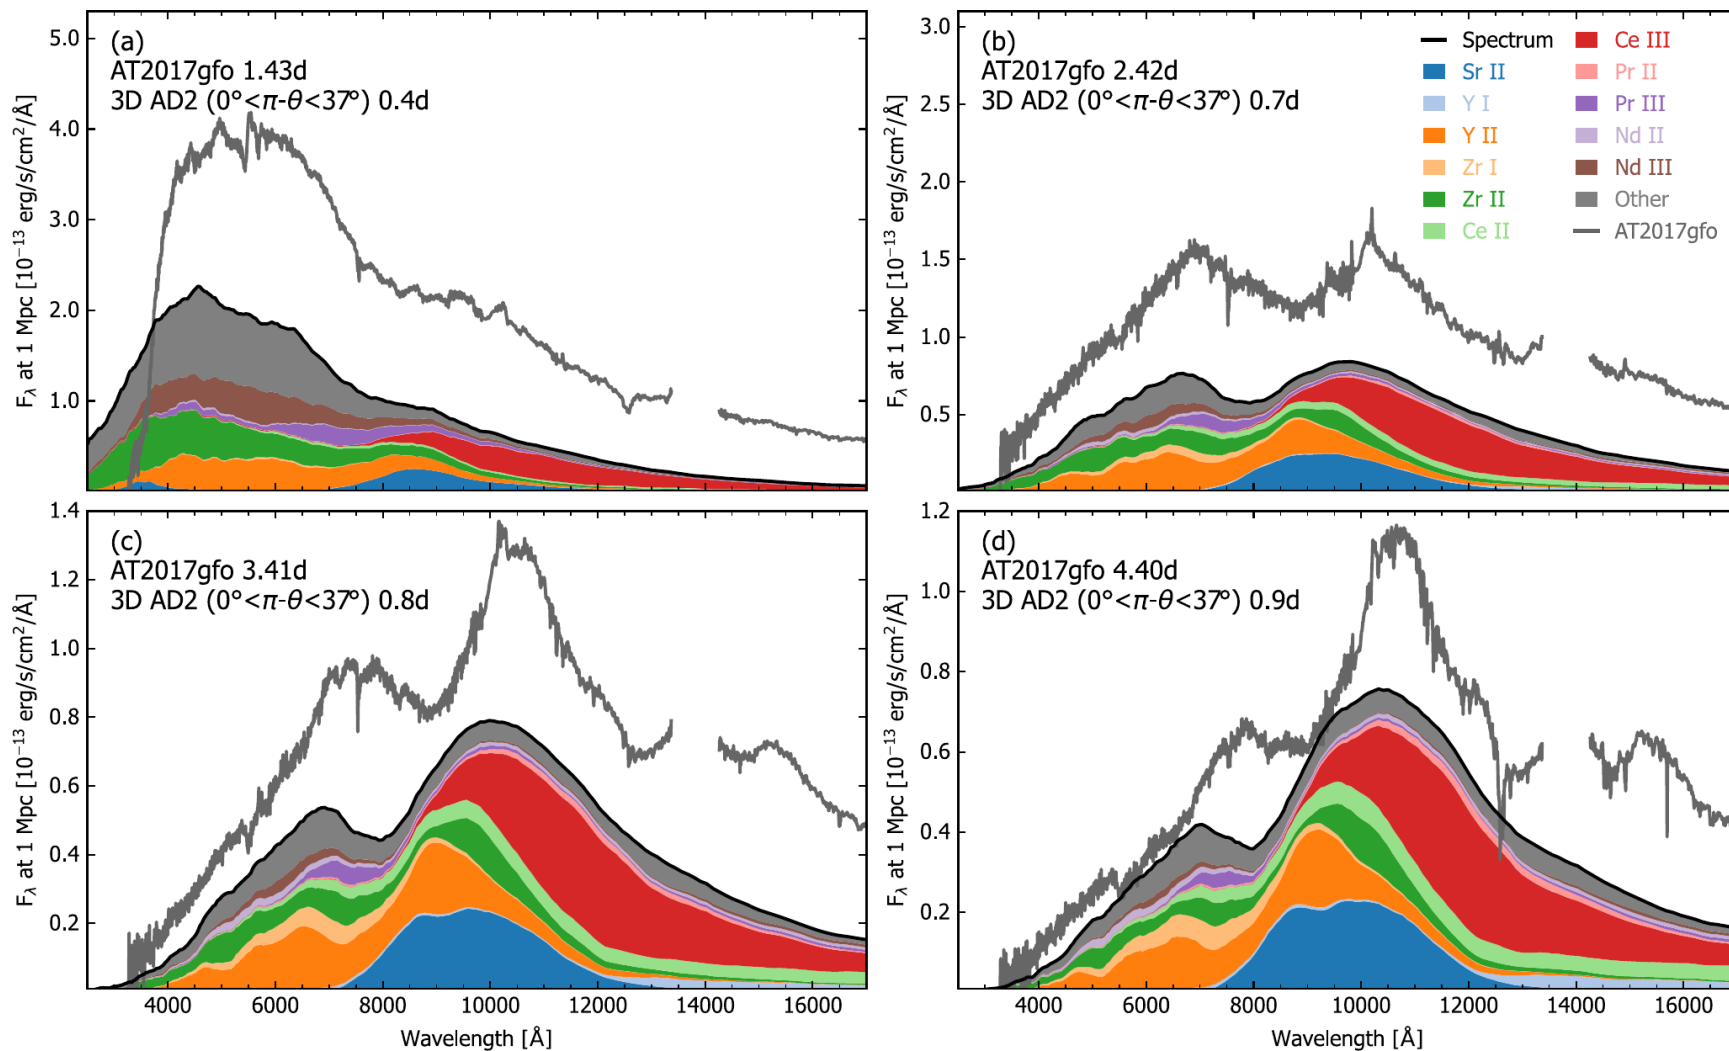 (a)
AT2017gfo 1.43d
3D AD2 (0°<π-θ<37°) 0.4d
5.0
4.0
3.0
2.0
1.0
F_λ at 1 Mpc [10⁻¹³ erg/s/cm²/Å]
(b)
AT2017gfo 2.42d
3D AD2 (0°<π-θ<37°) 0.7d
3.0
2.5
2.0
1.5
1.0
0.5
F_λ at 1 Mpc [10⁻¹³ erg/s/cm²/Å]
Spectrum
Sr II
Y I
Y II
Zr I
Zr II
Ce II
Ce III
Pr II
Pr III
Nd II
Nd III
Other
AT2017gfo
(c)
AT2017gfo 3.41d
3D AD2 (0°<π-θ<37°) 0.8d
1.4
1.2
1.0
0.8
0.6
0.4
0.2
F_λ at 1 Mpc [10⁻¹³ erg/s/cm²/Å]
4000 6000 8000 10000 12000 14000 16000
Wavelength [Å]
(d)
AT2017gfo 4.40d
3D AD2 (0°<π-θ<37°) 0.9d
1.2
1.0
0.8
0.6
0.4
0.2
F_λ at 1 Mpc [10⁻¹³ erg/s/cm²/Å]
4000 6000 8000 10000 12000 14000 16000
Wavelength [Å]